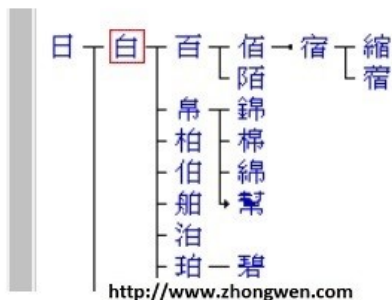 日 白 百 佰 宿 縮
陌 蓿
帛 錦
柏 棉
伯 綿
舶 幫
泊
珀 碧
http://www.zhongwen.com